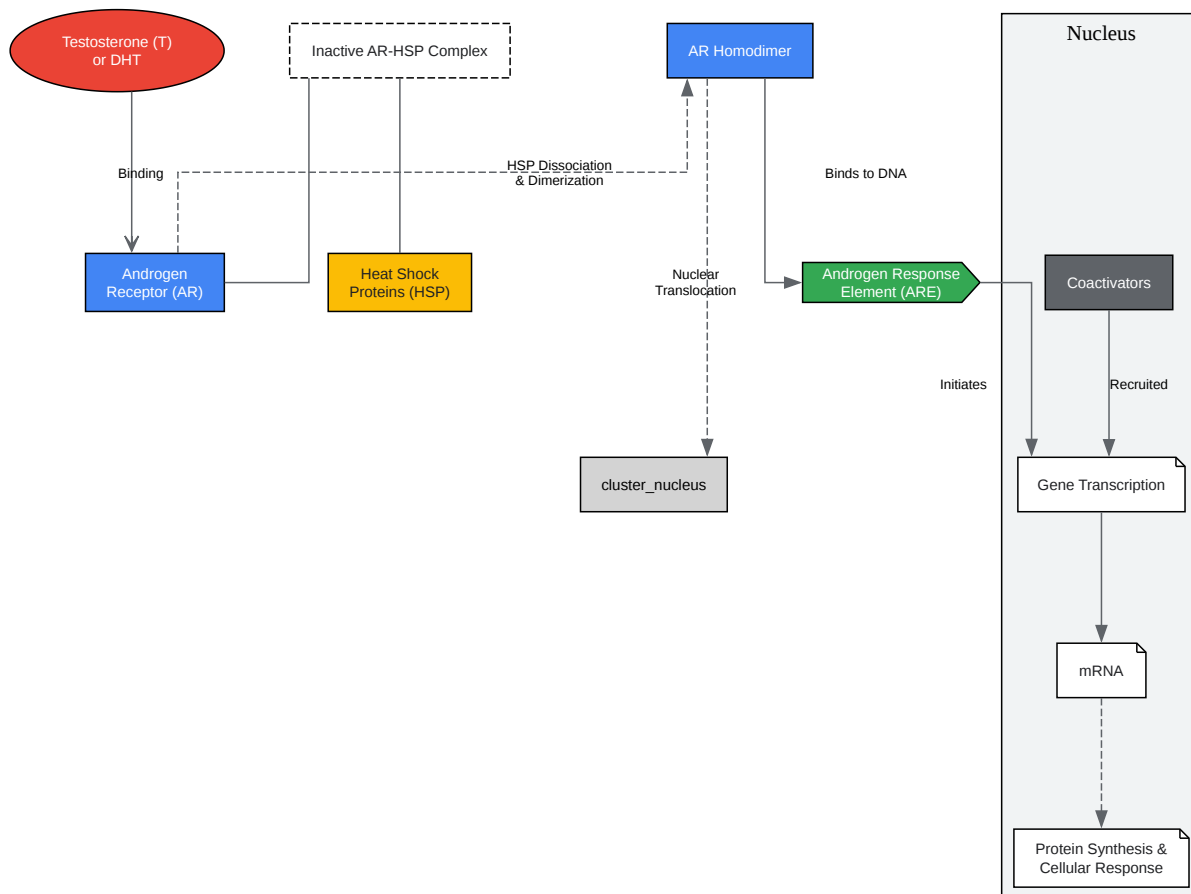 Testosterone (T)
or DHT
Inactive AR-HSP Complex
AR Homodimer
Nucleus
Binding
HSP Dissociation
& Dimerization
Binds to DNA
Androgen
Receptor (AR)
Heat Shock
Proteins (HSP)
Nuclear
Translocation
Androgen Response
Element (ARE)
Coactivators
Initiates
Recruited
cluster_nucleus
Gene Transcription
mRNA
Protein Synthesis &
Cellular Response